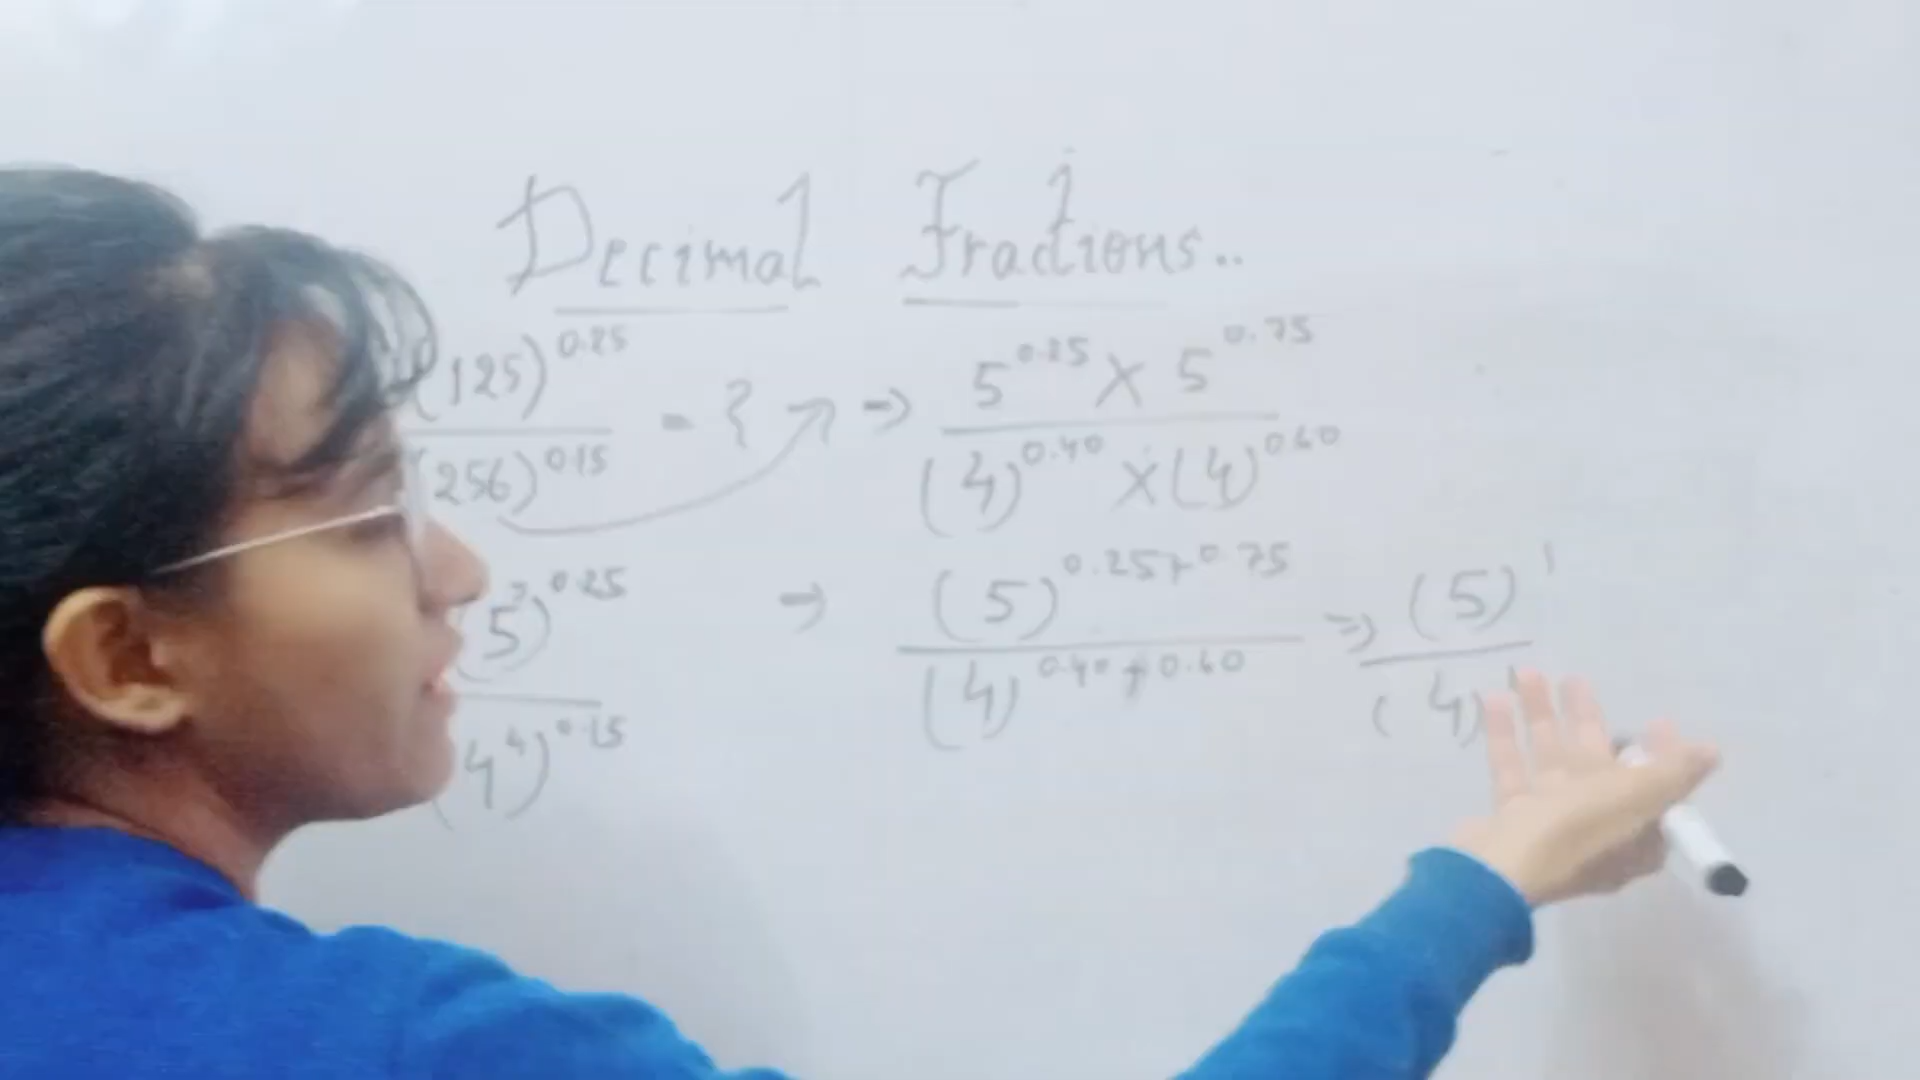 Decimal Fractions..
(125)^0.25 / (256)^0.15 = { → ⇒ 5^0.25 X 5^0.75 / (4)^0.40 X (4)^0.60
(5^3)^0.25 / (4^4)^0.15
→ (5)^0.25+0.75 / (4)^0.40+0.60 ⇒ (5)^1 / (4)^1